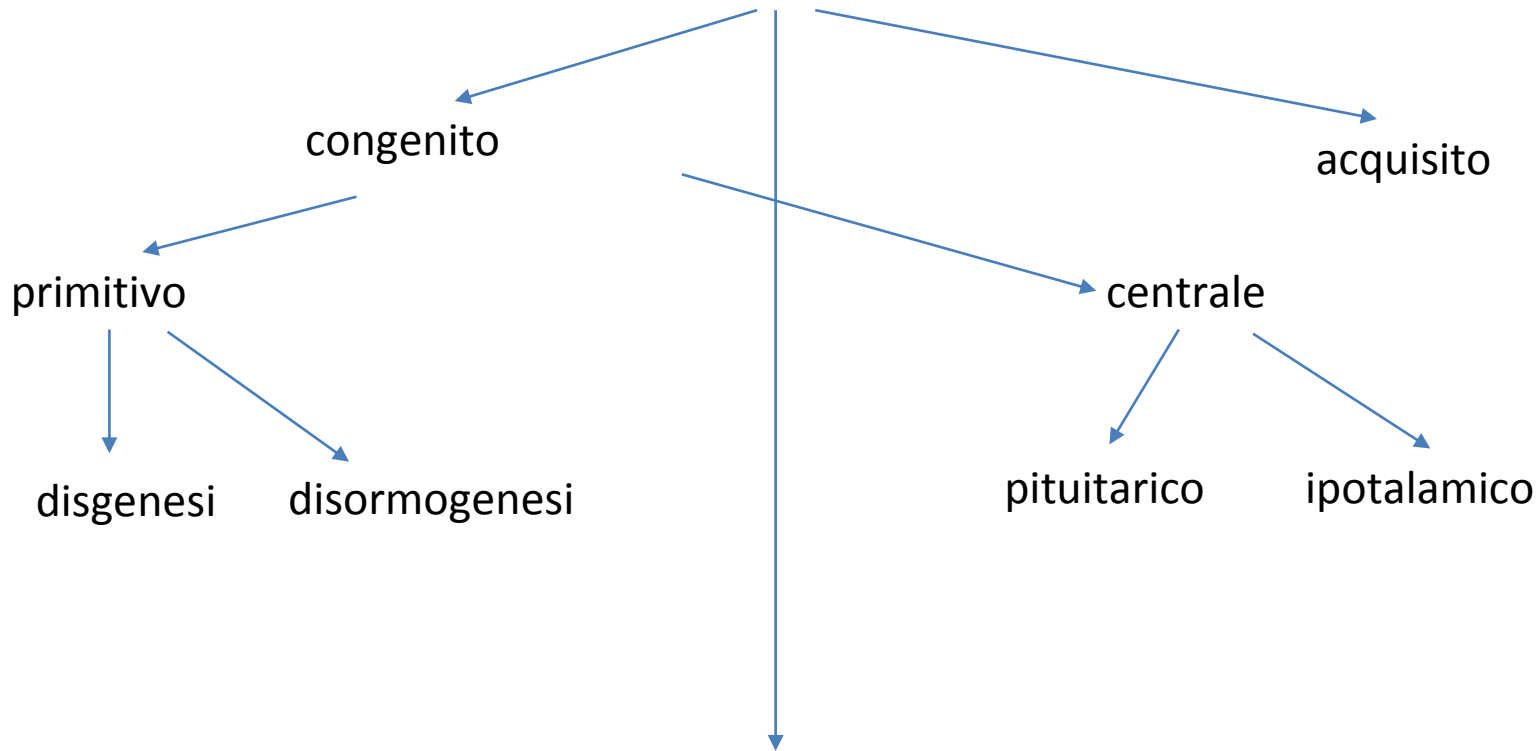 congenito
acquisito
primitivo
centrale
disgenesi
disormogenesi
pituitarico
ipotalamico